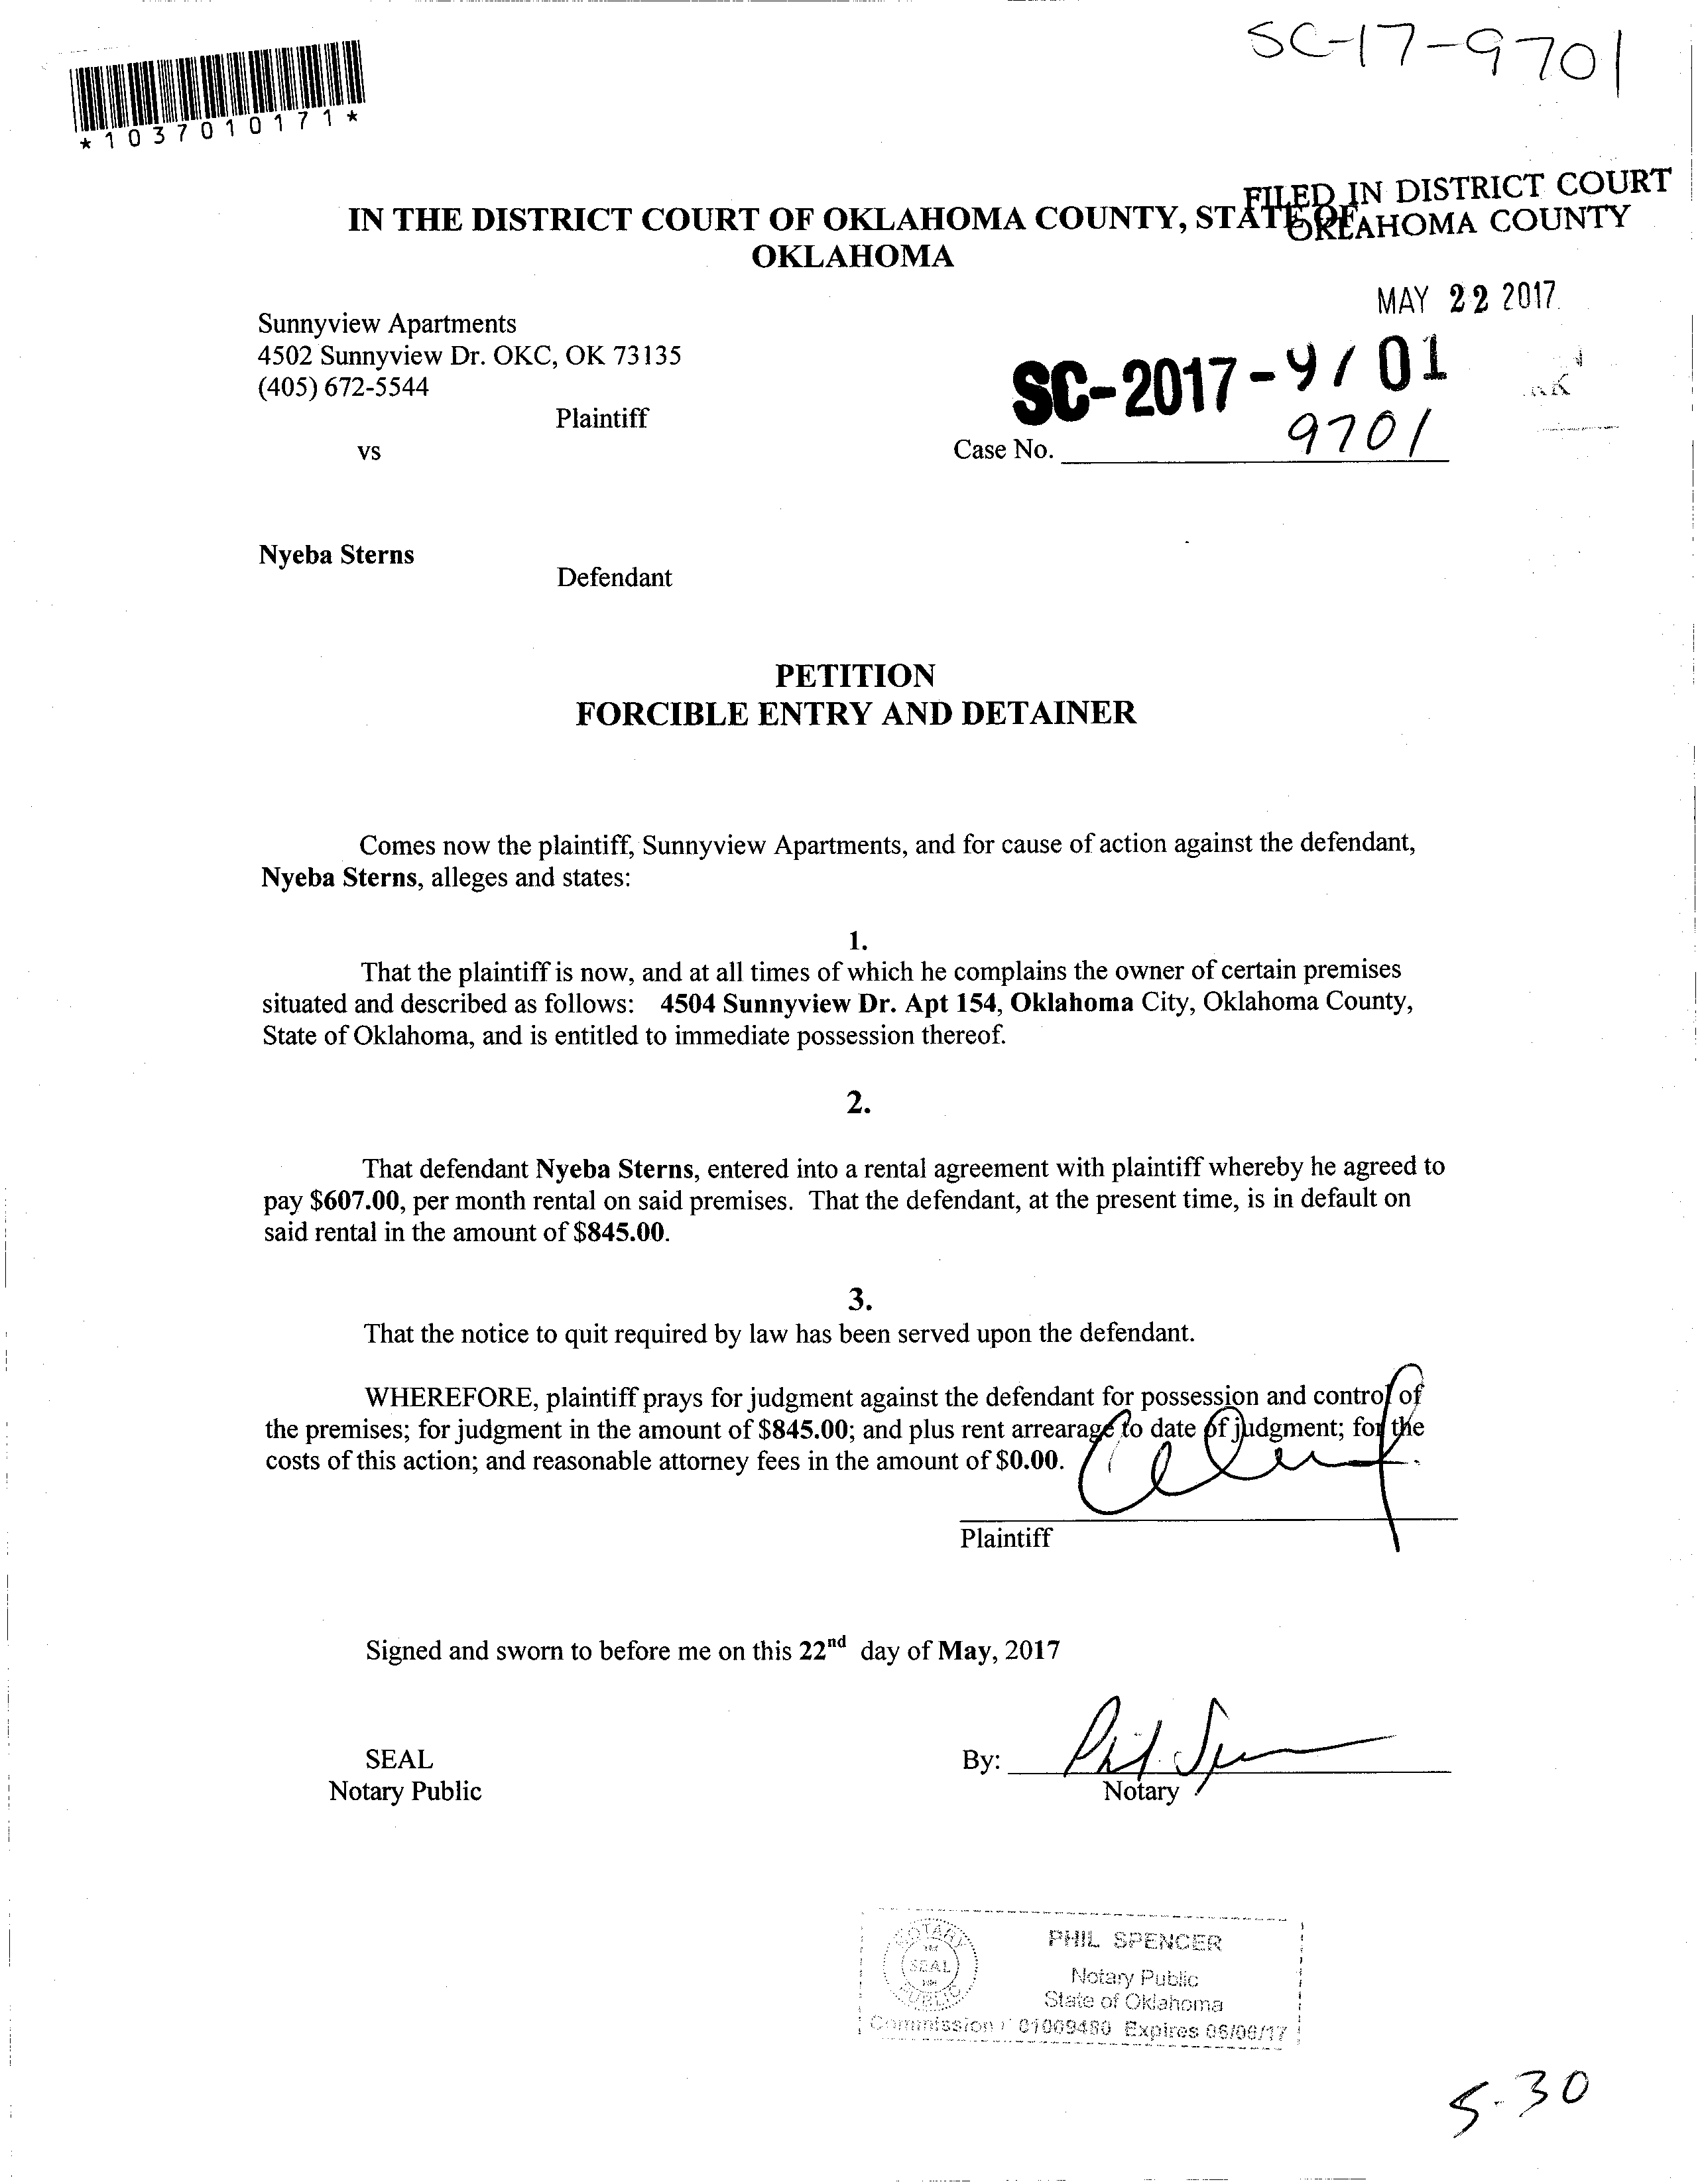 SC-17-9701
*1037010171*
FILED IN DISTRICT COURT
OKLAHOMA COUNTY
IN THE DISTRICT COURT OF OKLAHOMA COUNTY, STATE OF
OKLAHOMA
MAY 22 2017
Sunnyview Apartments
4502 Sunnyview Dr. OKC, OK 73135
(405) 672-5544
Plaintiff
SC-2017-
9701
vs
Case No.
Nyeba Sterns
Defendant
PETITION
FORCIBLE ENTRY AND DETAINER
Comes now the plaintiff, Sunnyview Apartments, and for cause of action against the defendant,
Nyeba Sterns, alleges and states:
1.
That the plaintiff is now, and at all times of which he complains the owner of certain premises
situated and described as follows: 4504 Sunnyview Dr. Apt 154, Oklahoma City, Oklahoma County,
State of Oklahoma, and is entitled to immediate possession thereof.
2.
That defendant Nyeba Sterns, entered into a rental agreement with plaintiff whereby he agreed to
pay $607.00, per month rental on said premises. That the defendant, at the present time, is in default on
said rental in the amount of $845.00.
3.
That the notice to quit required by law has been served upon the defendant.
WHEREFORE, plaintiff prays for judgment against the defendant for possession and control of
the premises; for judgment in the amount of $845.00; and plus rent arrearage to date of judgment; for the
costs of this action; and reasonable attorney fees in the amount of $0.00.
Plaintiff
Signed and sworn to before me on this 22nd day of May, 2017
SEAL
Notary Public
By: Phil Spencer
Notary
NOTARY
SEAL
PUBLIC
PHIL SPENCER
Notary Public
State of Oklahoma
Commission # 01009480 Expires 06/06/17
5-30